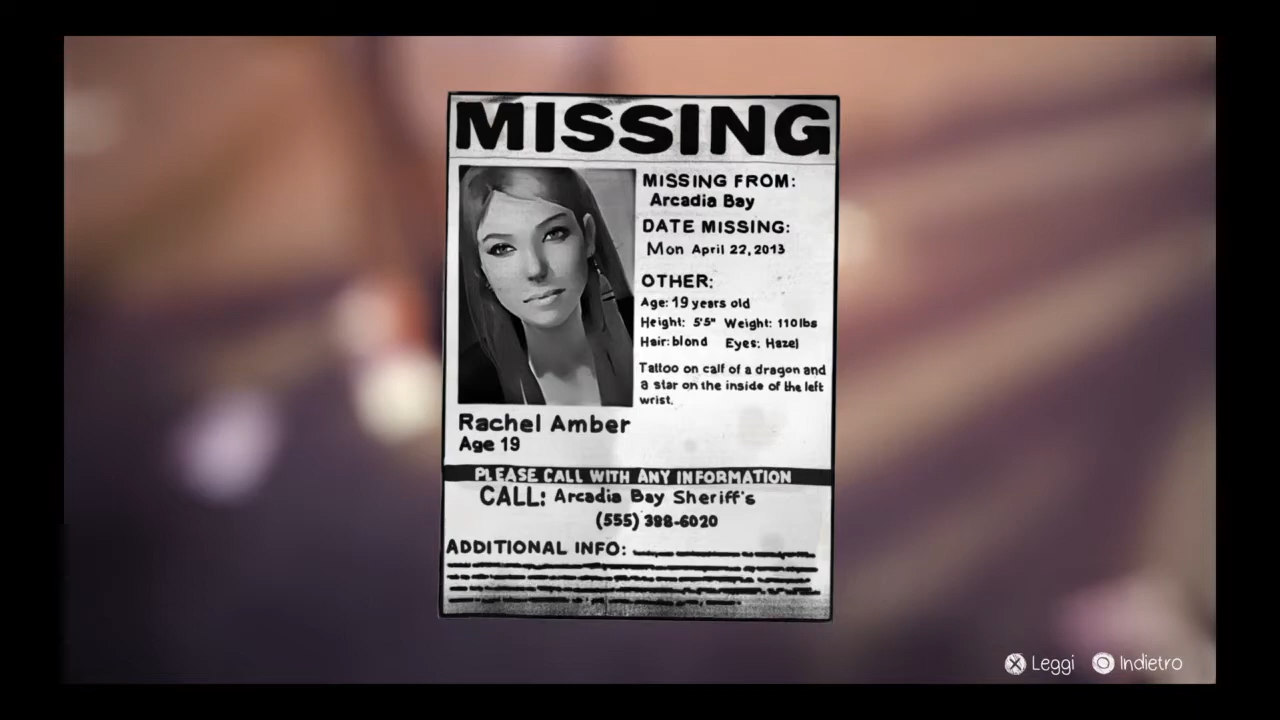 MISSING
MISSING FROM:
Arcadia Bay
DATE MISSING:
Mon April 22, 2013
OTHER:
Age: 19 years old
Height: 5'5" Weight: 110lbs
Hair: blond Eyes: Hazel
Tattoo on calf of a dragon and
a star on the inside of the left
wrist.
Rachel Amber
Age 19
PLEASE CALL WITH ANY INFORMATION
CALL: Arcadia Bay Sheriff's
(555) 398-6020
ADDITIONAL INFO:
Leggi Indietro